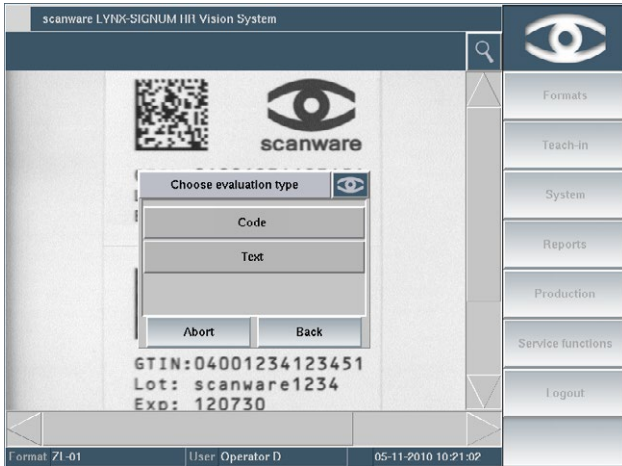 scanware LYNX-SIGNUM HR Vision System
Formats
scanware
Teach-in
Choose evaluation type
Code
System
Text
Reports
Production
Abort Back
Service functions
GTIN:04001234123451
Lot: scanware1234
Exp: 120730
Logout
Format ZL-01 User Operator D 05-11-2010 10:21:02